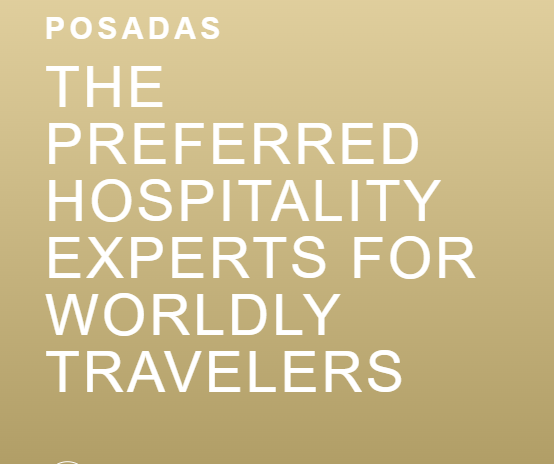 POSADAS
THE
PREFERRED
HOSPITALITY
EXPERTS FOR
WORLDLY
TRAVELERS